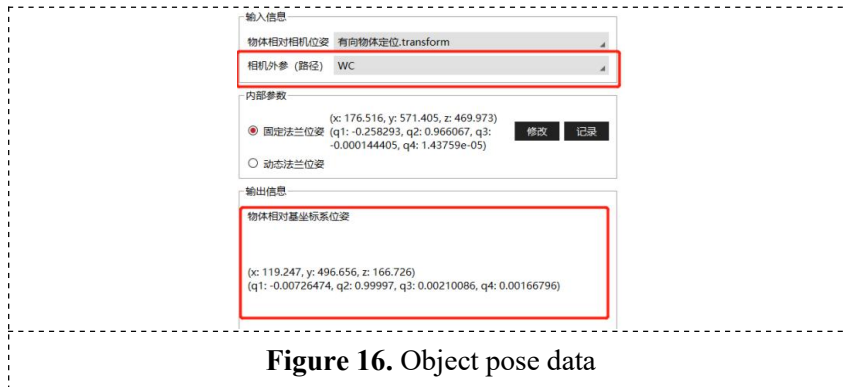 输入信息
物体相对相机位姿 有向物体定位.transform
相机外参（路径） WC
内部参数
(x: 176.516, y: 571.405, z: 469.973)
固定法兰位姿 (q1: -0.258293, q2: 0.966067, q3: 修改 记录
-0.000144405, q4: 1.43759e-05)
动态法兰位姿
输出信息
物体相对基坐标系位姿
(x: 119.247, y: 496.656, z: 166.726)
(q1: -0.00726474, q2: 0.99997, q3: 0.00210086, q4: 0.00166796)
Figure 16. Object pose data